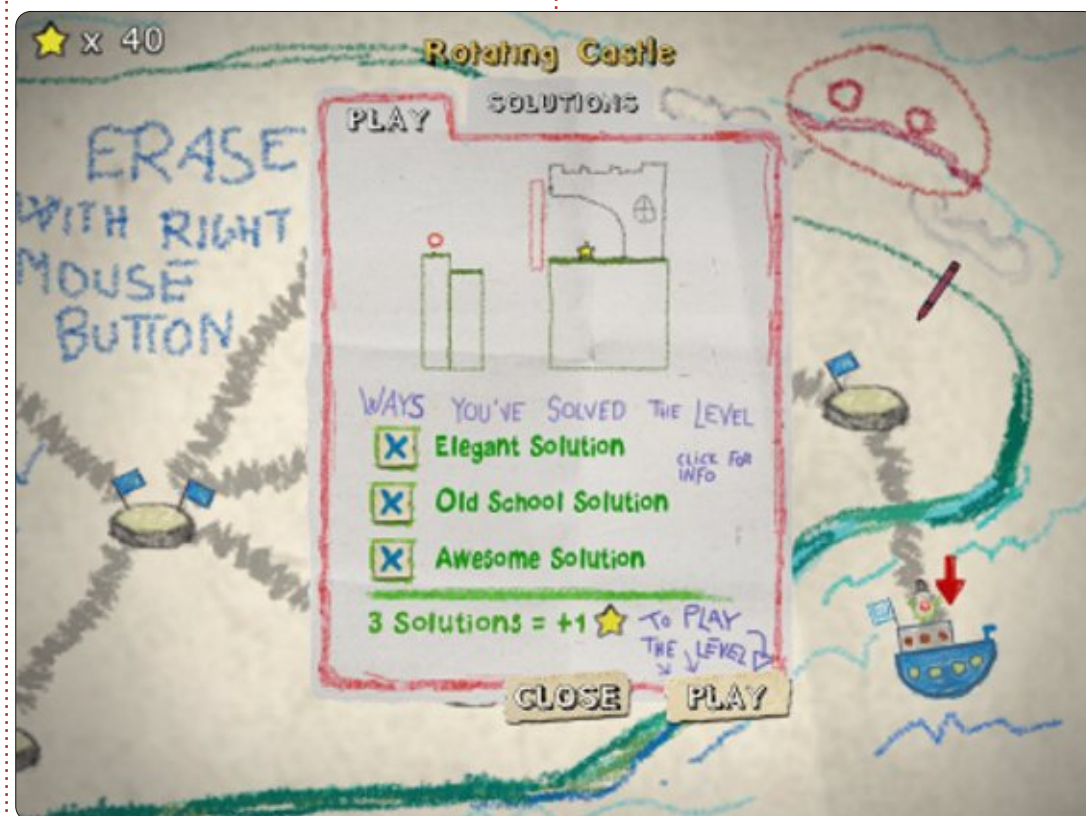 x 40
Rotating Castle
PLAY
SOLUTIONS
ERASE
WITH RIGHT
MOUSE
BUTTON
WAYS YOU'VE SOLVED THE LEVEL
Elegant Solution
CLICK FOR
INFO
Old School Solution
Awesome Solution
3 Solutions = +1
TO PLAY
THE LEVEL
CLOSE
PLAY